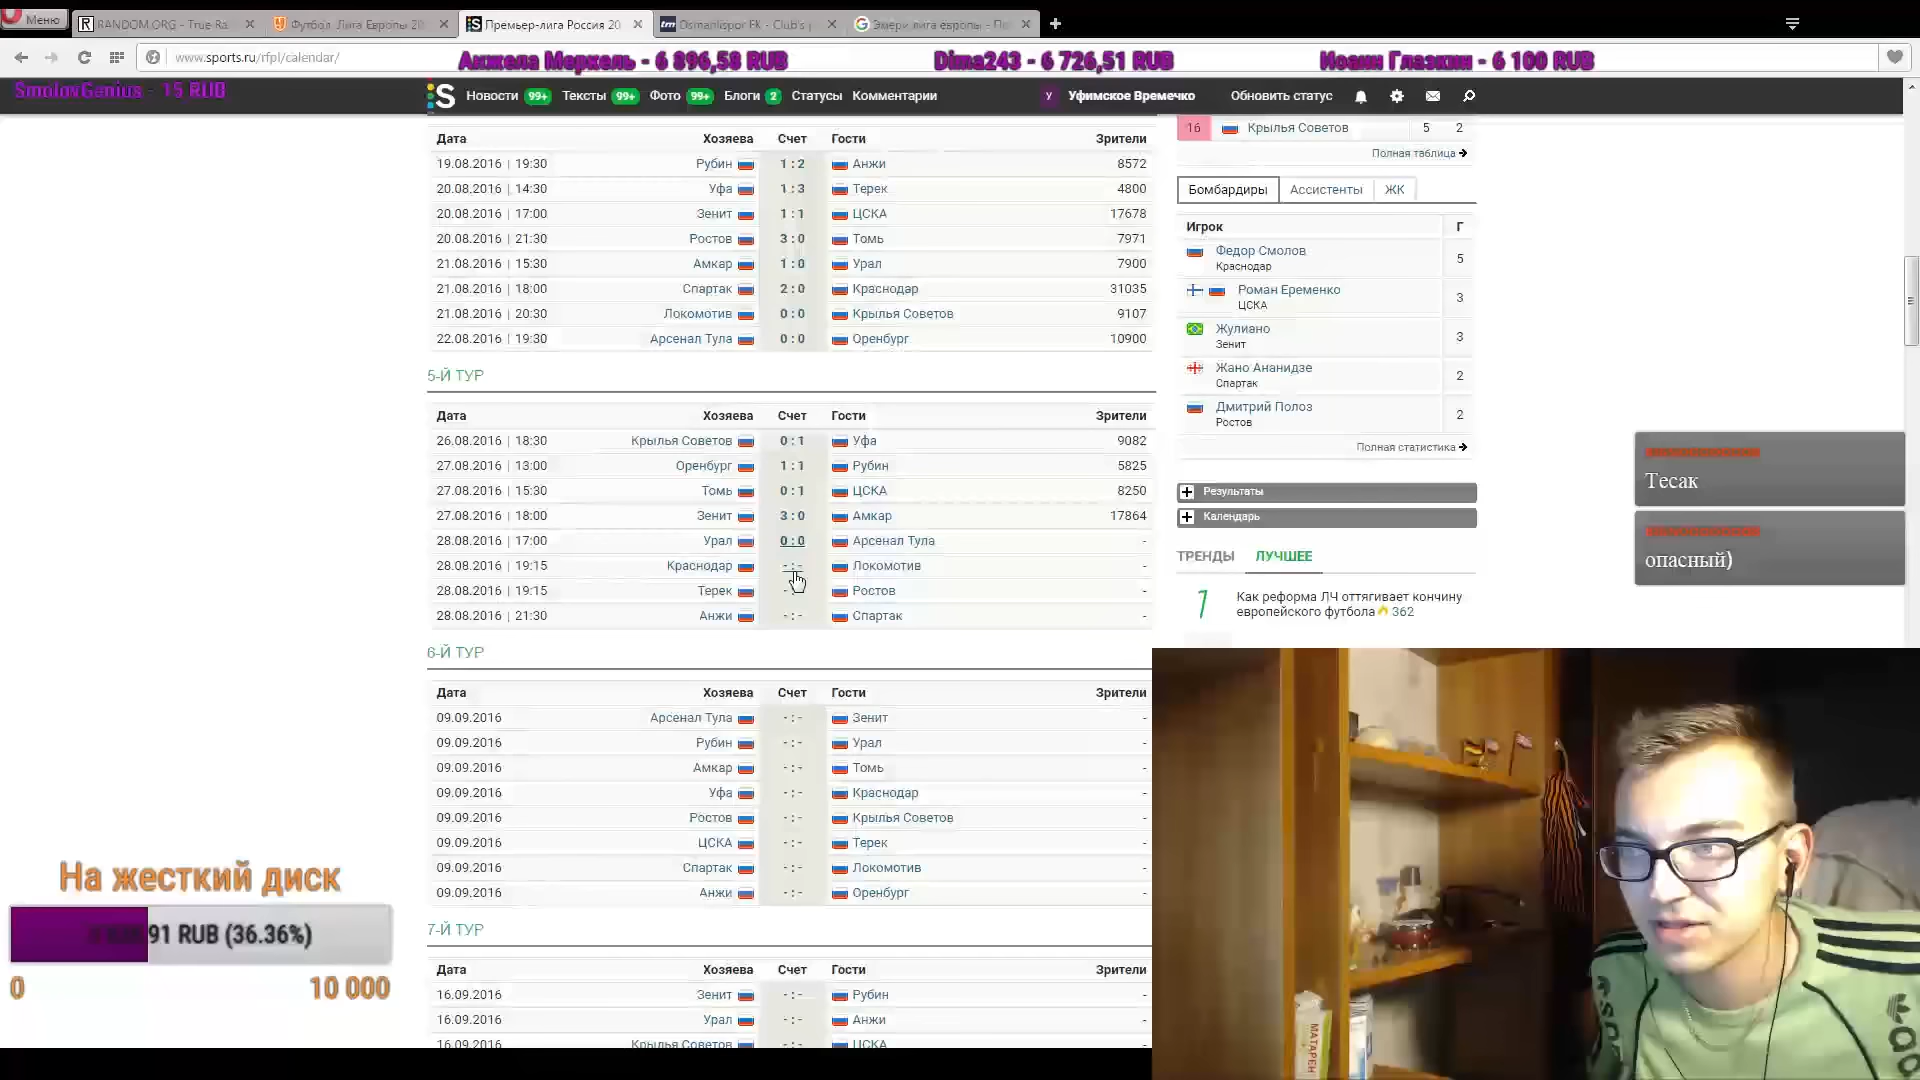 Меню
RANDOM.ORG - True Ra
Футбол. Лига Европы 20
Премьер-лига Россия 20
Osmanlispor FK - Club's p
Эмери лига европы - По
www.sports.ru/rfpl/calendar/
Анжела Меркель - 6 896,58 RUB
Dima243 - 6 726,51 RUB
Иоанн Глазкин - 6 100 RUB
SmolovGenius - 15 RUB
Новости 99+ Тексты 99+ Фото 99+ Блоги 2 Статусы Комментарии
У Уфимское Времечко Обновить статус
Дата Хозяева Счет Гости Зрители
19.08.2016 | 19:30 Рубин 1 : 2 Анжи 8572
20.08.2016 | 14:30 Уфа 1 : 3 Терек 4800
20.08.2016 | 17:00 Зенит 1 : 1 ЦСКА 17678
20.08.2016 | 21:30 Ростов 3 : 0 Томь 7971
21.08.2016 | 15:30 Амкар 1 : 0 Урал 7900
21.08.2016 | 18:00 Спартак 2 : 0 Краснодар 31035
21.08.2016 | 20:30 Локомотив 0 : 0 Крылья Советов 9107
22.08.2016 | 19:30 Арсенал Тула 0 : 0 Оренбург 10900
5-Й ТУР
Дата Хозяева Счет Гости Зрители
26.08.2016 | 18:30 Крылья Советов 0 : 1 Уфа 9082
27.08.2016 | 13:00 Оренбург 1 : 1 Рубин 5825
27.08.2016 | 15:30 Томь 0 : 1 ЦСКА 8250
27.08.2016 | 18:00 Зенит 3 : 0 Амкар 17864
28.08.2016 | 17:00 Урал 0 : 0 Арсенал Тула -
28.08.2016 | 19:15 Краснодар - : - Локомотив -
28.08.2016 | 19:15 Терек - : - Ростов -
28.08.2016 | 21:30 Анжи - : - Спартак -
6-Й ТУР
Дата Хозяева Счет Гости Зрители
09.09.2016 Арсенал Тула - : - Зенит -
09.09.2016 Рубин - : - Урал -
09.09.2016 Амкар - : - Томь -
09.09.2016 Уфа - : - Краснодар -
09.09.2016 Ростов - : - Крылья Советов -
09.09.2016 ЦСКА - : - Терек -
09.09.2016 Спартак - : - Локомотив -
09.09.2016 Анжи - : - Оренбург -
7-Й ТУР
Дата Хозяева Счет Гости Зрители
16.09.2016 Зенит - : - Рубин -
16.09.2016 Урал - : - Анжи -
16.09.2016 Крылья Советов - : - ЦСКА -
16 Крылья Советов 5 2
Полная таблица
Бомбардиры Ассистенты ЖК
Игрок Г
Федор Смолов 5
Краснодар
Роман Еременко 3
ЦСКА
Жулиано 3
Зенит
Жано Ананидзе 2
Спартак
Дмитрий Полоз 2
Ростов
Полная статистика
Результаты
Календарь
ТРЕНДЫ ЛУЧШЕЕ
1 Как реформа ЛЧ оттягивает кончину
европейского футбола 362
Тесак
опасный)
На жесткий диск
91 RUB (36.36%)
0 10 000
МАТАРЕН